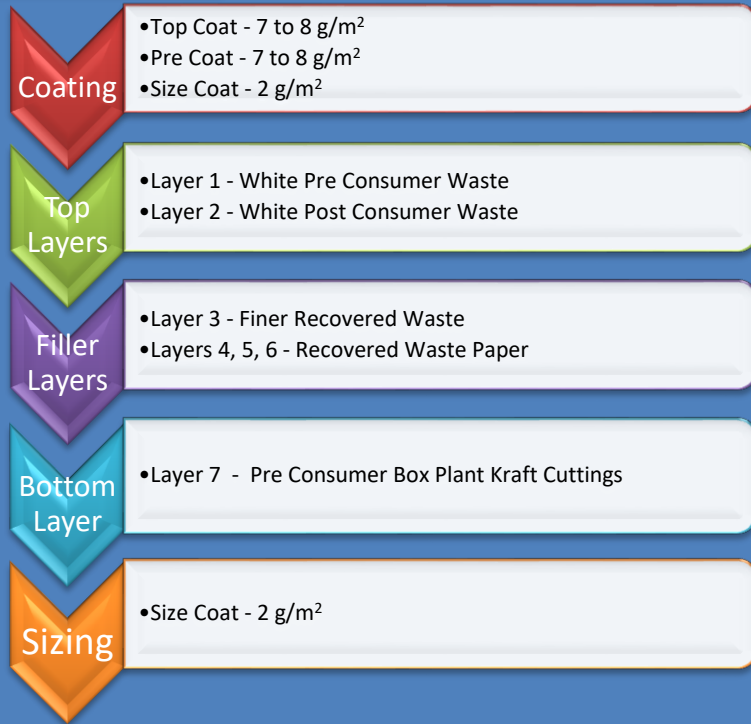 Coating
•Top Coat - 7 to 8 g/m²
•Pre Coat - 7 to 8 g/m²
•Size Coat - 2 g/m²
Top
Layers
•Layer 1 - White Pre Consumer Waste
•Layer 2 - White Post Consumer Waste
Filler
Layers
•Layer 3 - Finer Recovered Waste
•Layers 4, 5, 6 - Recovered Waste Paper
Bottom
Layer
•Layer 7 - Pre Consumer Box Plant Kraft Cuttings
Sizing
•Size Coat - 2 g/m²